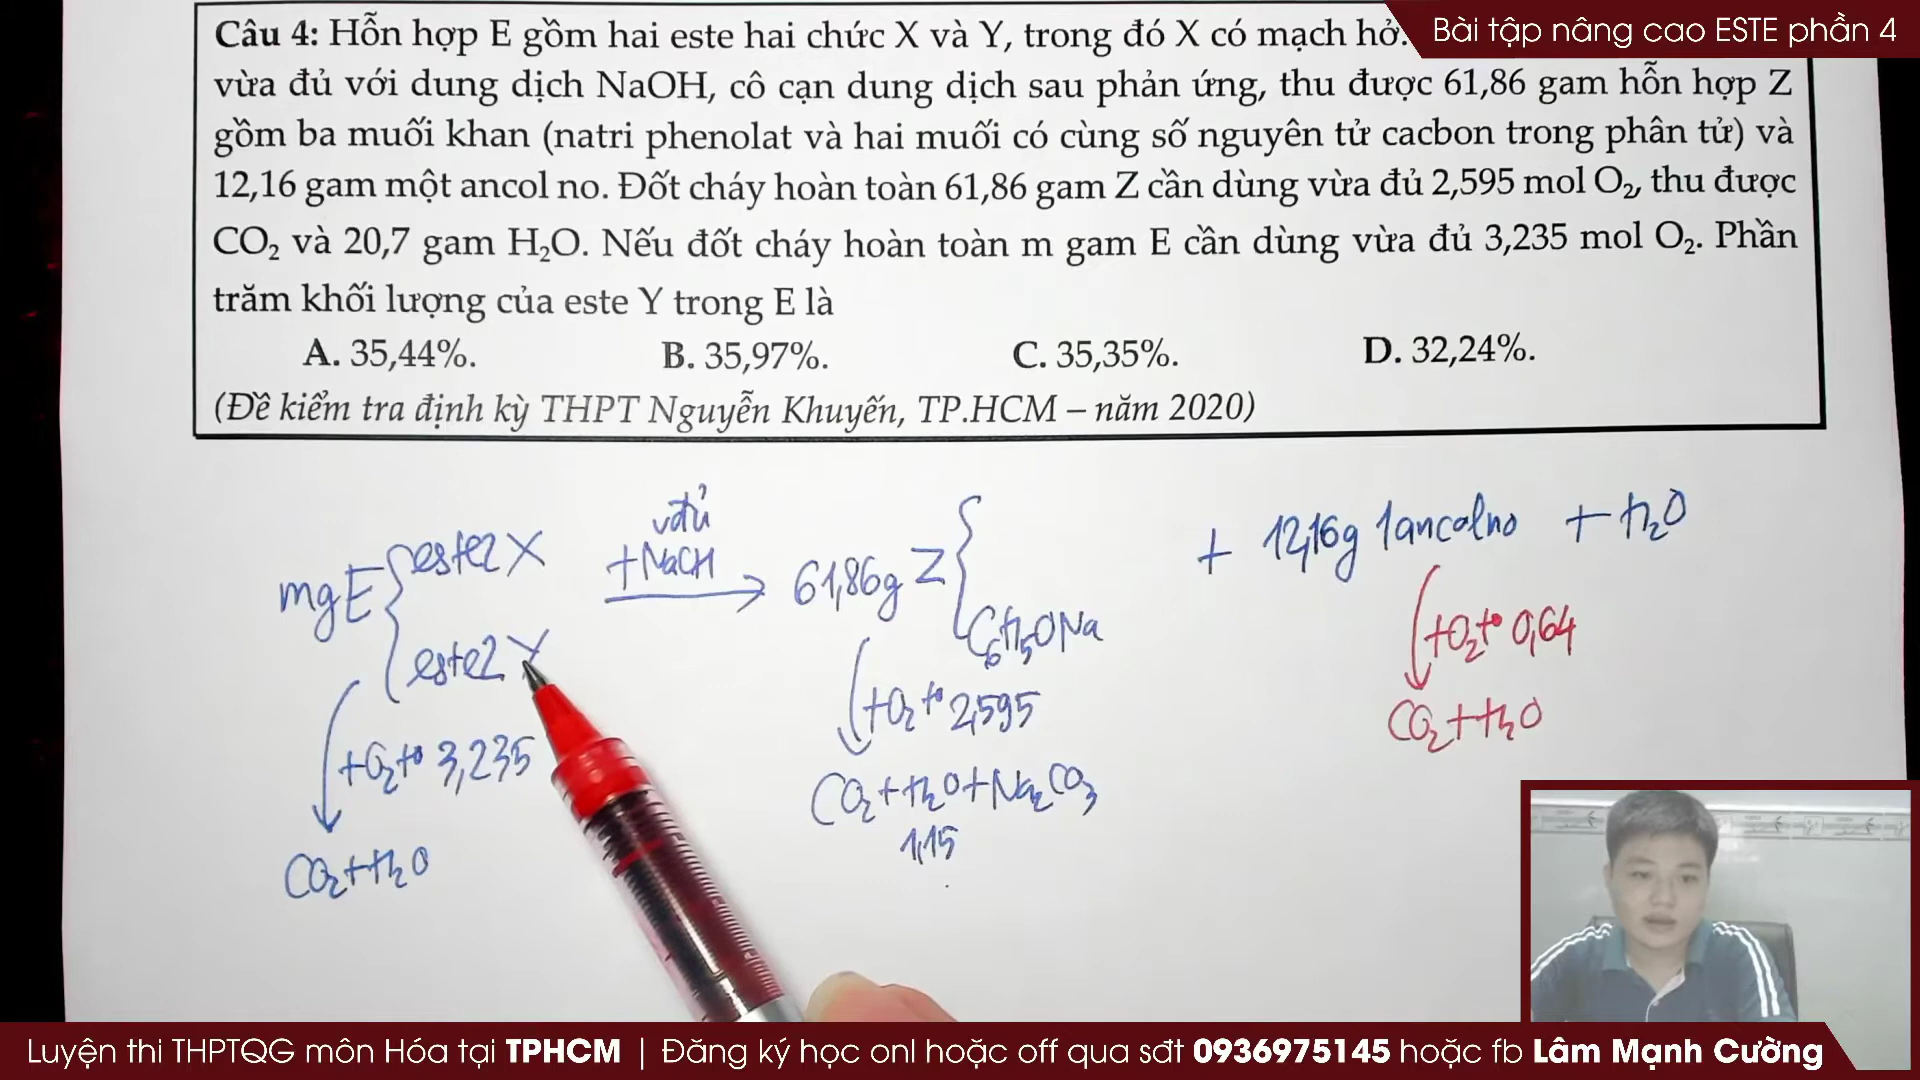 Câu 4: Hỗn hợp E gồm hai este hai chức X và Y, trong đó X có mạch hở.
Bài tập nâng cao ESTE phần 4
vừa đủ với dung dịch NaOH, cô cạn dung dịch sau phản ứng, thu được 61,86 gam hỗn hợp Z
gồm ba muối khan (natri phenolat và hai muối có cùng số nguyên tử cacbon trong phân tử) và
12,16 gam một ancol no. Đốt cháy hoàn toàn 61,86 gam Z cần dùng vừa đủ 2,595 mol O₂, thu được
CO₂ và 20,7 gam H₂O. Nếu đốt cháy hoàn toàn m gam E cần dùng vừa đủ 3,235 mol O₂. Phần
trăm khối lượng của este Y trong E là
A. 35,44%. B. 35,97%. C. 35,35%. D. 32,24%.
(Đề kiểm tra định kỳ THPT Nguyễn Khuyến, TP.HCM – năm 2020)
mgE { este2 X
este2 Y
vđủ
+NaOH
61,86g Z {
C₆H₅ONa
+ 12,16g 1ancolno + H₂O
+O₂ t° 0,64
CO₂+H₂O
+O₂ t° 2,595
CO₂+H₂O+Na₂CO₃
1,15
+O₂ t° 3,235
CO₂+H₂O
Luyện thi THPTQG môn Hóa tại TPHCM | Đăng ký học onl hoặc off qua sđt 0936975145 hoặc fb Lâm Mạnh Cường